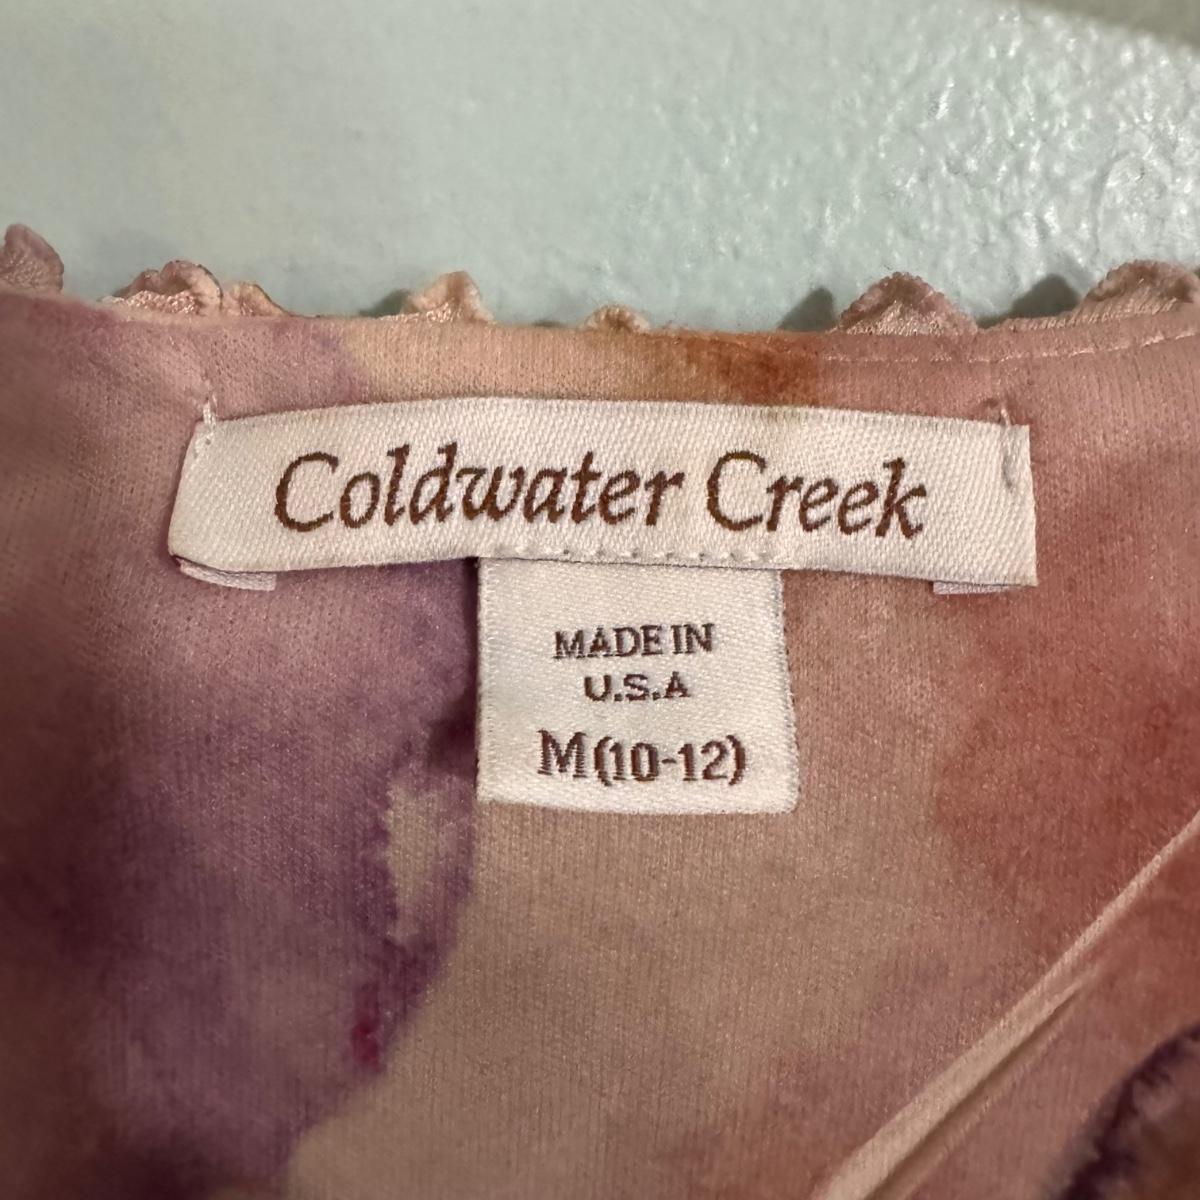 Coldwater Creek
MADE IN
U.S.A
M(10-12)